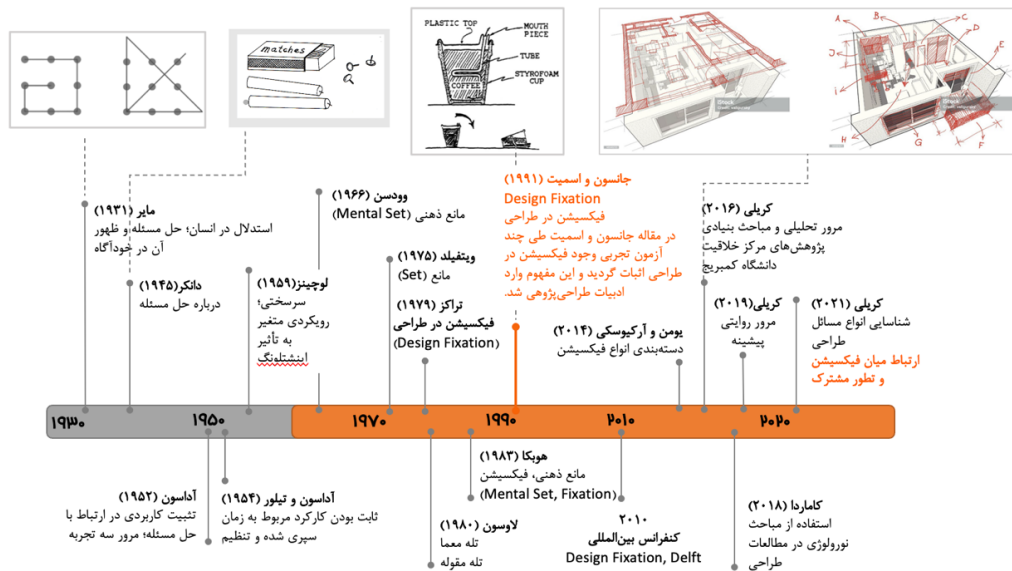 matches
PLASTIC TOP
MOUTH
PIECE
TUBE
STYROFOAM
CUP
COFFEE
A
B
C
D
E
J
i
H
G
F
مایر (۱۹۳۱)
استدلال در انسان؛ حل مسئله و ظهور
آن در خودآگاه
دانکر(۱۹۴۵)
درباره حل مسئله
لوچینز(۱۹۵۹)
سرسختی؛
رویکردی متغیر
به تأثیر
اینشتلونگ
وودسن (۱۹۶۶)
مانع ذهنی (Mental Set)
ویتفیلد (۱۹۷۵)
مانع (Set)
تراکز (۱۹۷۹)
فیکسیشن در طراحی
(Design Fixation)
جانسون و اسمیت (۱۹۹۱)
Design Fixation
فیکسیشن در طراحی
در مقاله جانسون و اسمیت طی چند
آزمون تجربی وجود فیکسیشن در
طراحی اثبات گردید و این مفهوم وارد
ادبیات طراحی‌پژوهی شد.
یومن و آرکیوسکی (۲۰۱۴)
دسته‌بندی انواع فیکسیشن
کریلی (۲۰۱۶)
مرور تحلیلی و مباحث بنیادی
پژوهش‌های مرکز خلاقیت
دانشگاه کمبریج
کریلی(۲۰۱۹)
مرور روایتی
پیشینه
کریلی (۲۰۲۱)
شناسایی انواع مسائل
طراحی
ارتباط میان فیکسیشن
و تطور مشترک
۱۹۳۰
۱۹۵۰
۱۹۷۰
۱۹۹۰
۲۰۱۰
۲۰۲۰
آداسون (۱۹۵۲)
تثبیت کاربردی در ارتباط با
حل مسئله؛ مرور سه تجربه
آداسون و تیلور (۱۹۵۴)
ثابت بودن کارکرد مربوط به زمان
سپری شده و تنظیم
لاوسون (۱۹۸۰)
تله معما
تله مقوله
هوبکا (۱۹۸۳)
مانع ذهنی، فیکسیشن
(Mental Set, Fixation)
۲۰۱۰
کنفرانس بین‌المللی
Design Fixation, Delft
کاماردا (۲۰۱۸)
استفاده از مباحث
نورولوژی در مطالعات
طراحی